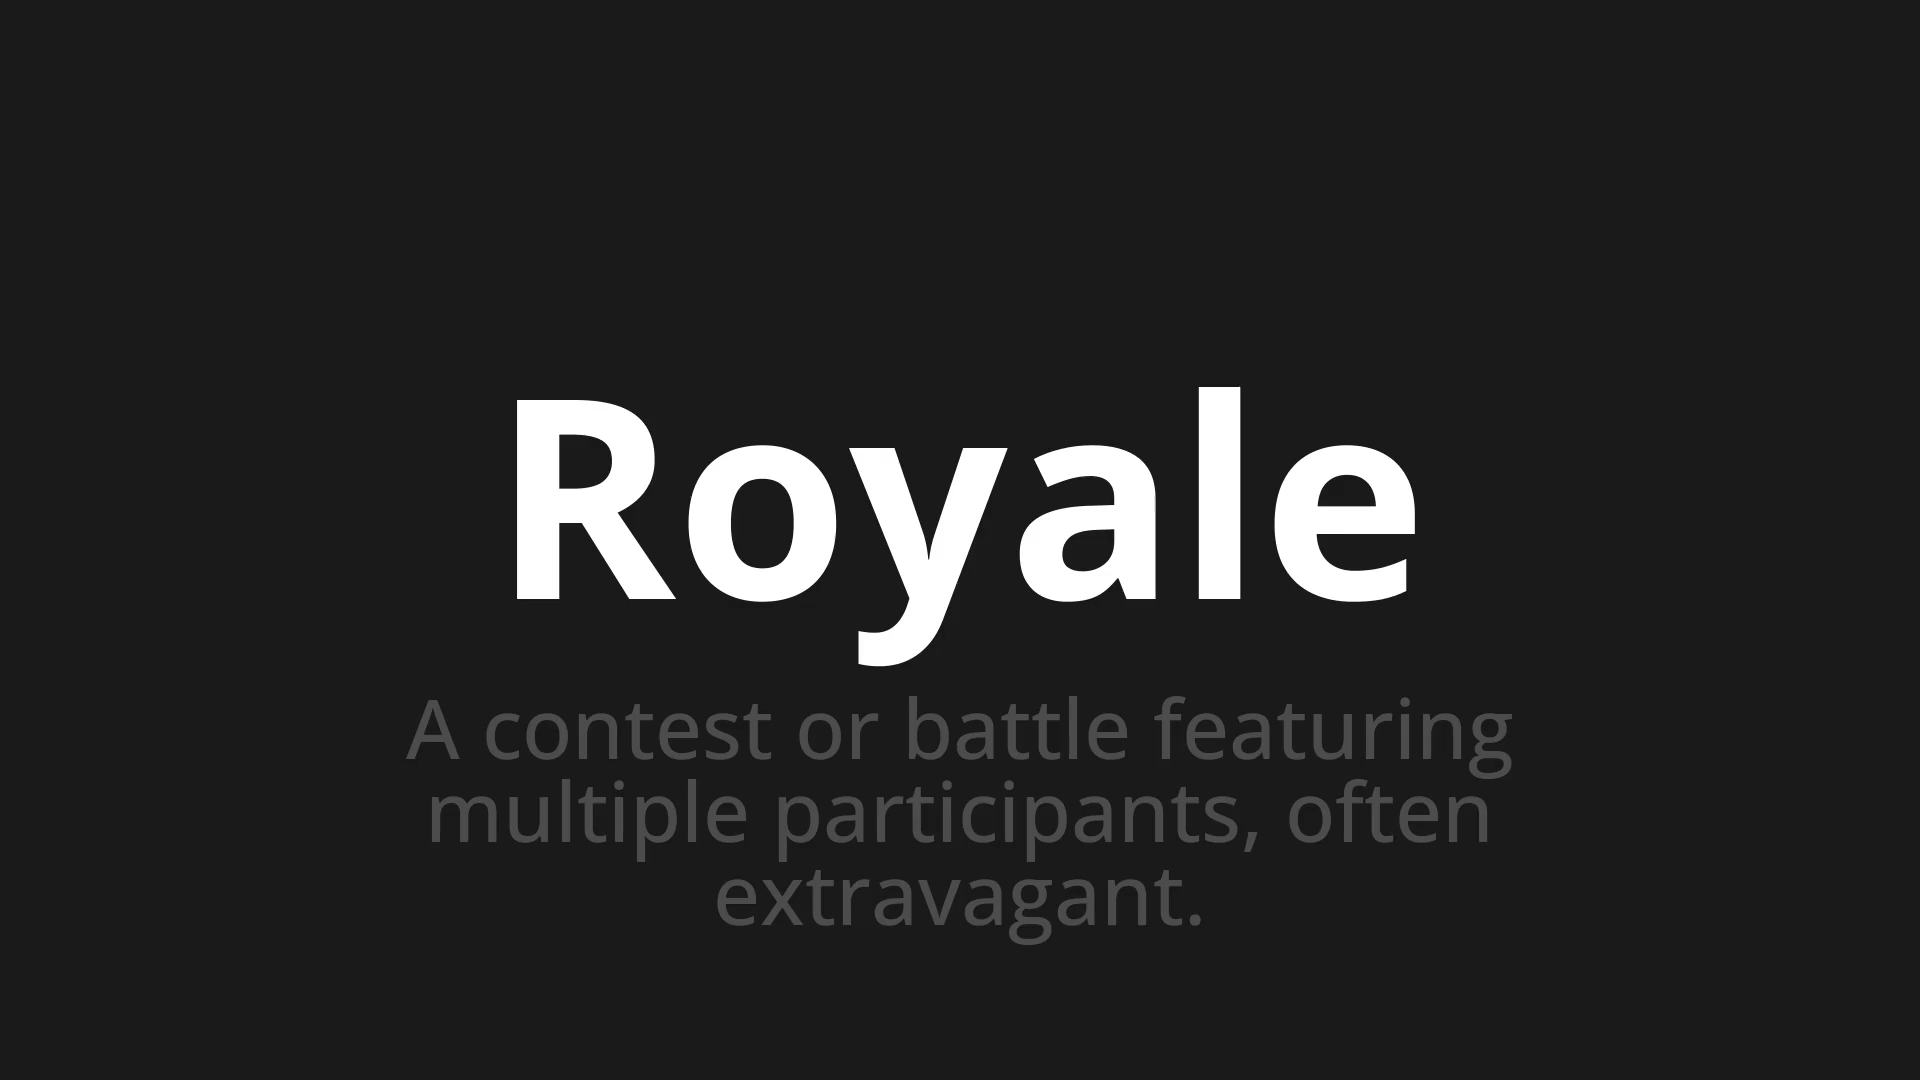 Royale
A contest or battle featuring
multiple participants, often
extravagant.